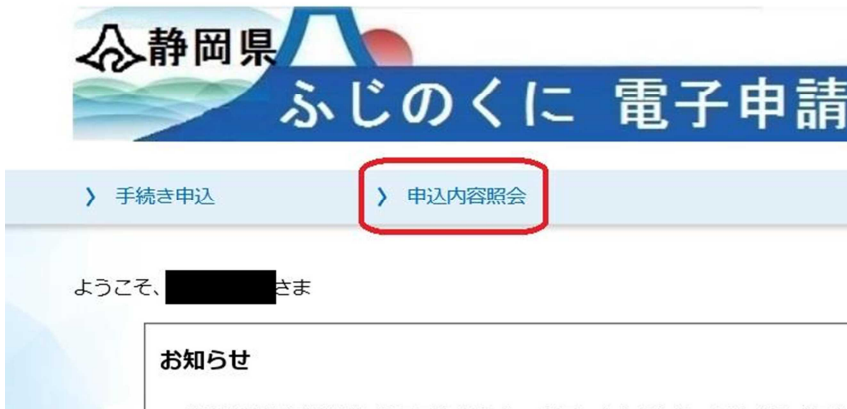 静岡県
ふじのくに 電子申請
手続き申込
申込内容照会
ようこそ、 さま
お知らせ